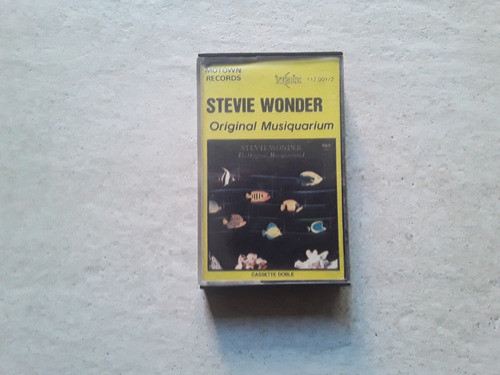 MOTOWN
RECORDS
STEVIE WONDER
Original Musiquarium
STEVIE WONDER
CASSETTE DOBLE